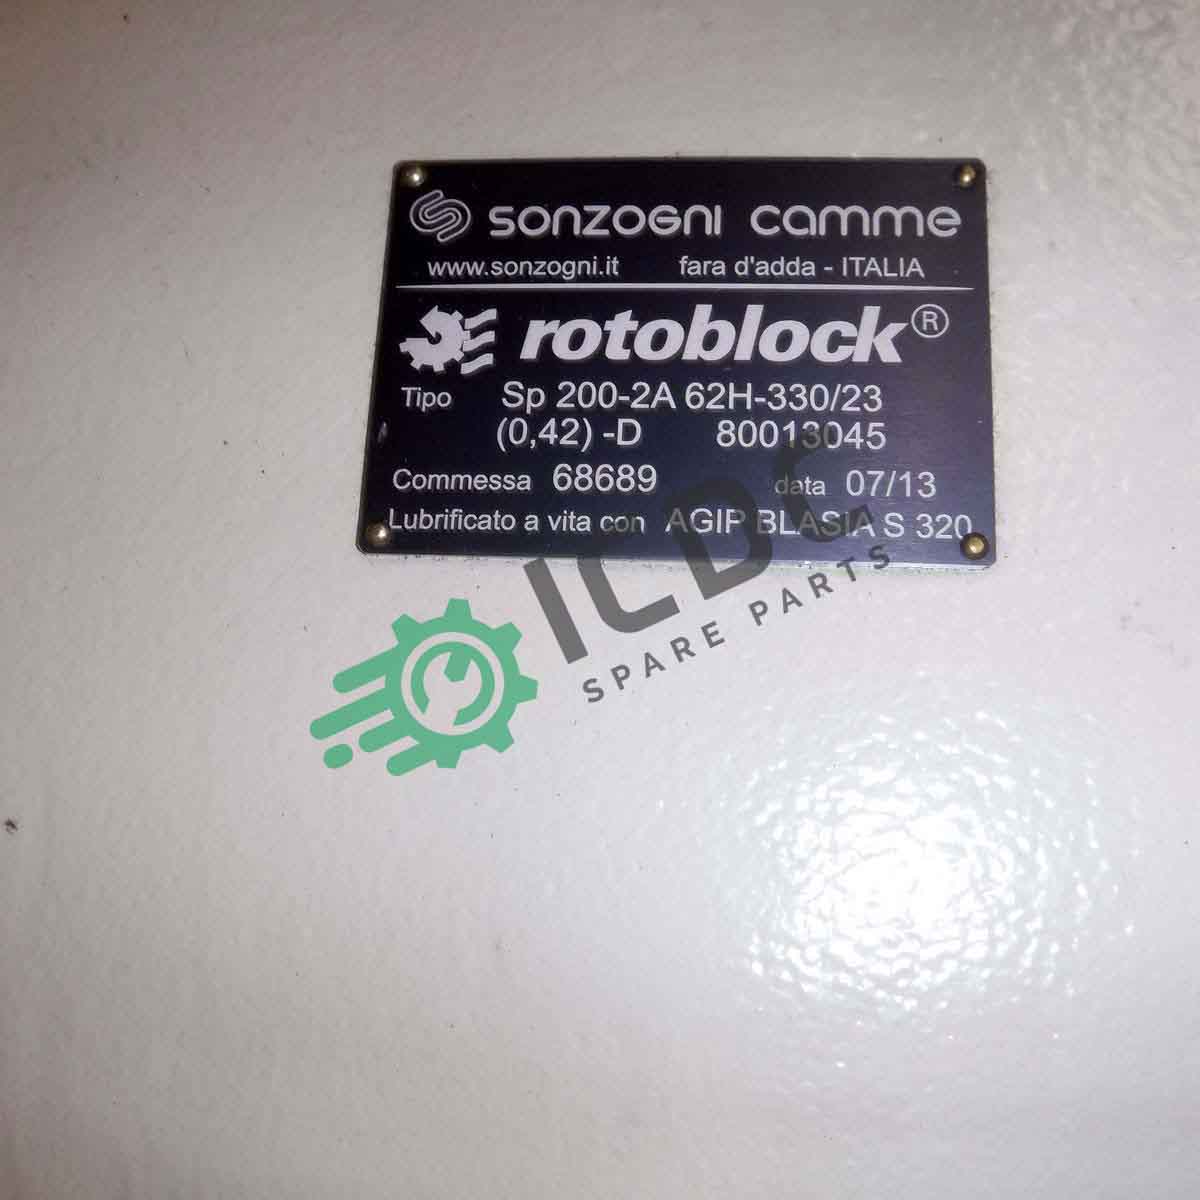 sonzogni camme
www.sonzogni.it fara d'adda - ITALIA
rotoblock®
Tipo Sp 200-2A 62H-330/23
(0,42) -D 80013045
Commessa 68689 data 07/13
Lubrificato a vita con AGIP BLASIA S 320
ICDC
SPARE PARTS